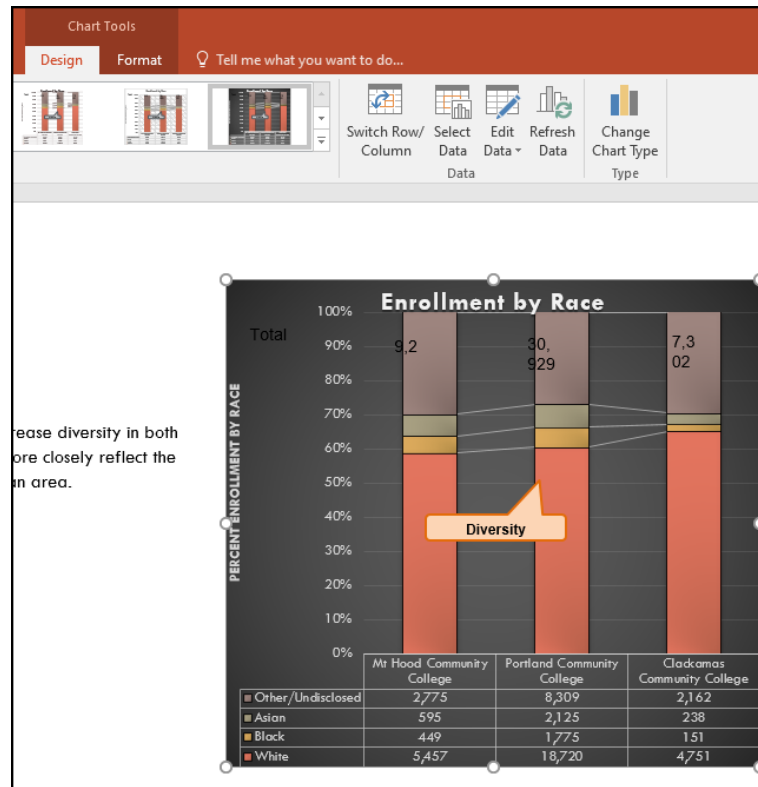 Chart Tools
Design Format Tell me what you want to do...
Switch Row/ Column
Select Data
Edit Data
Refresh Data
Change Chart Type
Data
Type
rease diversity in both
ore closely reflect the
an area.
Enrollment by Race
Total
9,2
30,
929
7,3
02
PERCENT ENROLLMENT BY RACE
100%
90%
80%
70%
60%
50%
40%
30%
20%
10%
0%
Diversity
Mt Hood Community College
Portland Community College
Clackamas Community College
Other/Undisclosed 2,775 8,309 2,162
Asian 595 2,125 238
Black 449 1,775 151
White 5,457 18,720 4,751